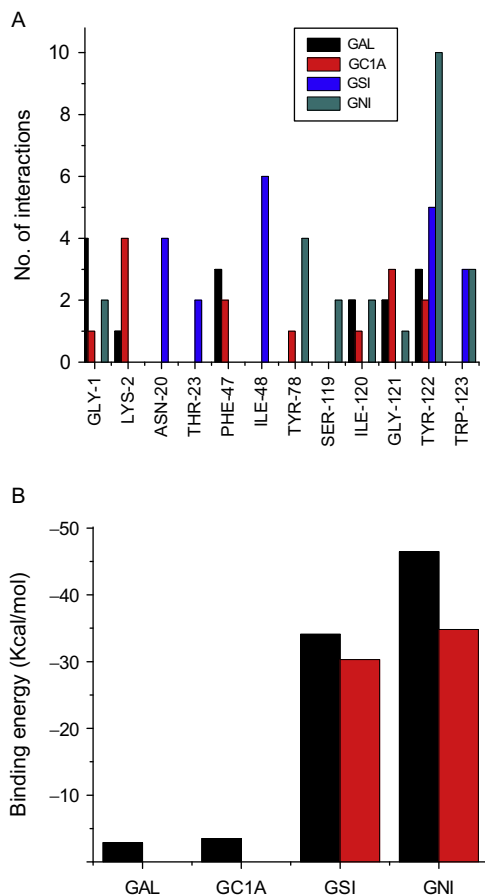 A
No. of interactions
10
8
6
4
2
0
GAL
GC1A
GSI
GNI
GLY-1
LYS-2
ASN-20
THR-23
PHE-47
ILE-48
TYR-78
SER-119
ILE-120
GLY-121
TYR-122
TRP-123
B
Binding energy (Kcal/mol)
–50
–40
–30
–20
–10
GAL
GC1A
GSI
GNI